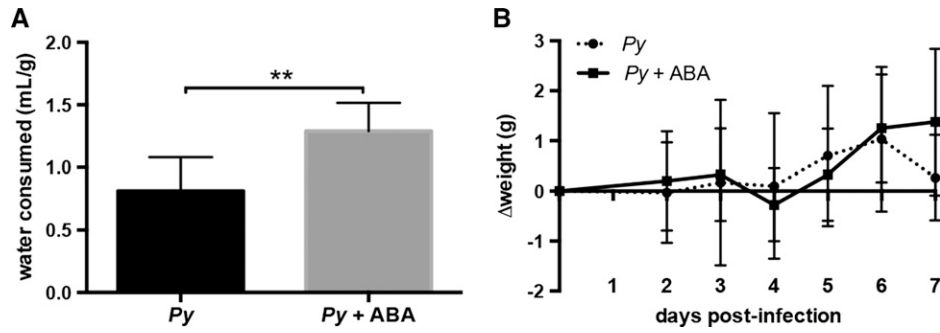 A
water consumed (mL/g)
2.0
1.5
1.0
0.5
0.0
**
Py
Py + ABA
B
Δweight (g)
3
2
1
0
-1
-2
Py
Py + ABA
1 2 3 4 5 6 7
days post-infection